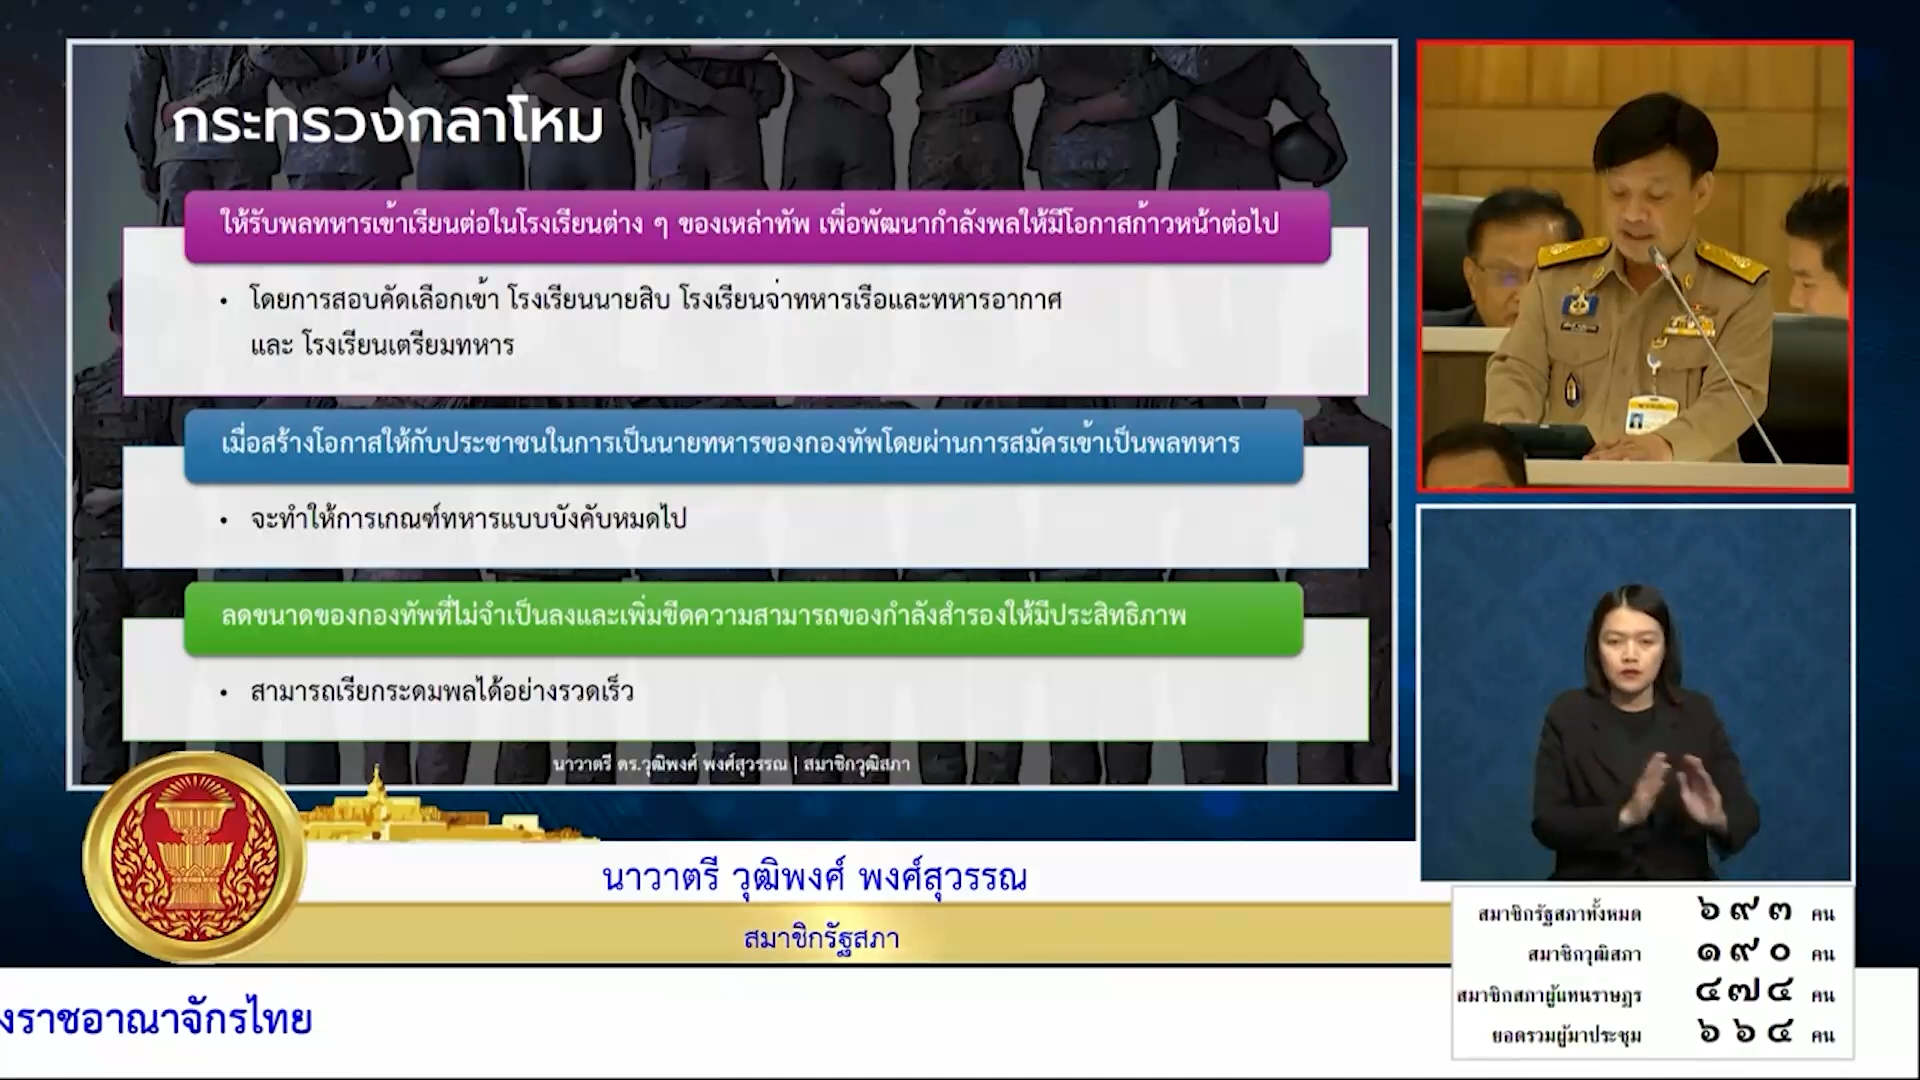 กระทรวงกลาโหม
ให้รับพลทหารเข้าเรียนต่อในโรงเรียนต่าง ๆ ของเหล่าทัพ เพื่อพัฒนากำลังพลให้มีโอกาสก้าวหน้าต่อไป
• โดยการสอบคัดเลือกเข้า โรงเรียนนายสิบ โรงเรียนจ่าทหารเรือและทหารอากาศ
และ โรงเรียนเตรียมทหาร
เมื่อสร้างโอกาสให้กับประชาชนในการเป็นนายทหารของกองทัพโดยผ่านการสมัครเข้าเป็นพลทหาร
• จะทำให้การเกณฑ์ทหารแบบบังคับหมดไป
ลดขนาดของกองทัพที่ไม่จำเป็นลงและเพิ่มขีดความสามารถของกำลังสำรองให้มีประสิทธิภาพ
• สามารถเรียกระดมพลได้อย่างรวดเร็ว
นาวาตรี ดร.วุฒิพงศ์ พงศ์สุวรรณ | สมาชิกวุฒิสภา
นาวาตรี วุฒิพงศ์ พงศ์สุวรรณ
สมาชิกรัฐสภา
สมาชิกรัฐสภาทั้งหมด ๖๙๓ คน
สมาชิกวุฒิสภา ๑๙๐ คน
สมาชิกสภาผู้แทนราษฎร ๔๗๔ คน
ยอดรวมผู้มาประชุม ๖๖๔ คน
งราชอาณาจักรไทย